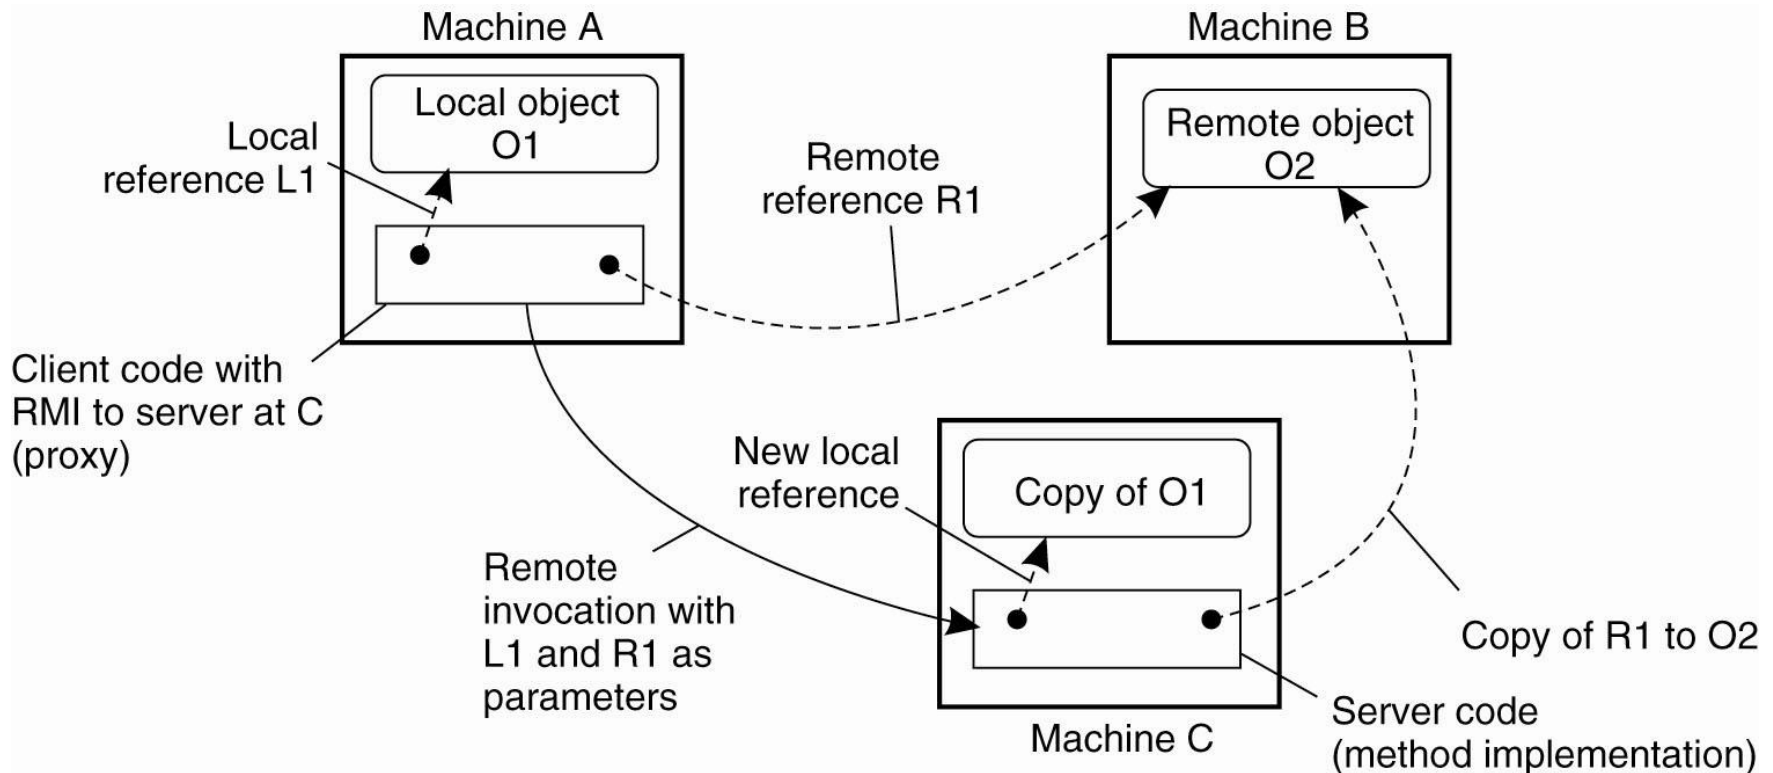 Machine A
Machine B
Local object
O1
Remote object
O2
Local
reference L1
Remote
reference R1
Client code with
RMI to server at C
(proxy)
New local
reference
Copy of O1
Remote
invocation with
L1 and R1 as
parameters
Copy of R1 to O2
Server code
(method implementation)
Machine C